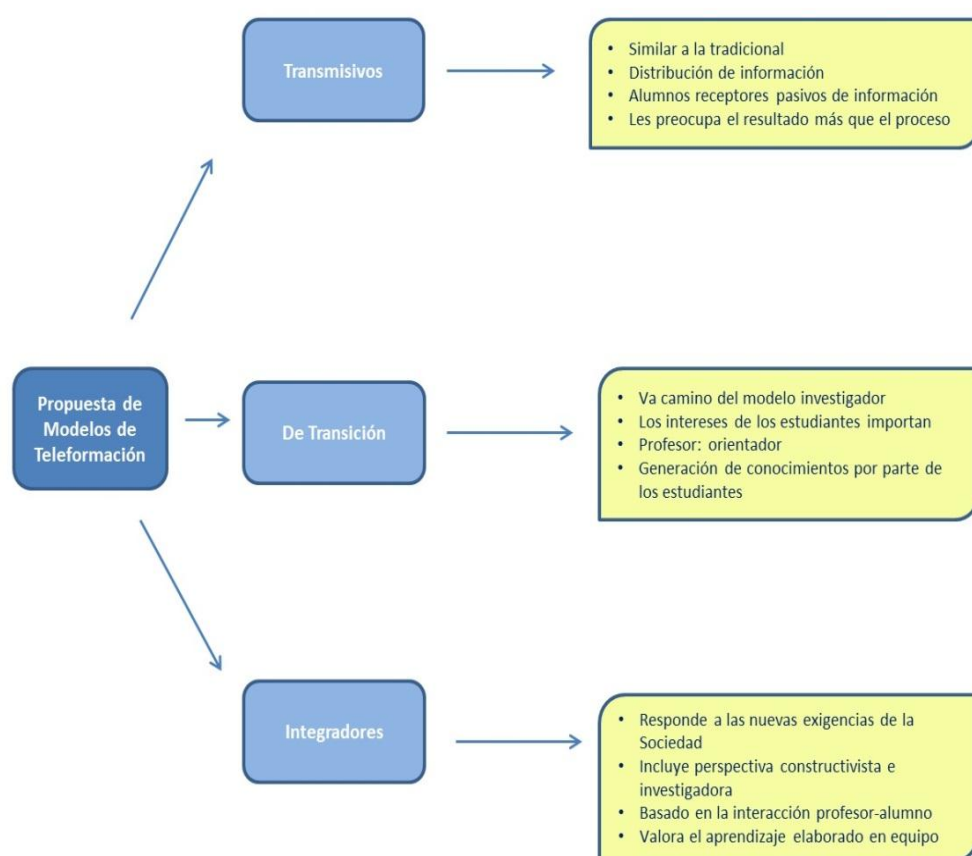 Transmisivos
• Similar a la tradicional
• Distribución de información
• Alumnos receptores pasivos de información
• Les preocupa el resultado más que el proceso
Propuesta de
Modelos de
Teleformación
De Transición
• Va camino del modelo investigador
• Los intereses de los estudiantes importan
• Profesor: orientador
• Generación de conocimientos por parte de
los estudiantes
Integradores
• Responde a las nuevas exigencias de la
Sociedad
• Incluye perspectiva constructivista e
investigadora
• Basado en la interacción profesor-alumno
• Valora el aprendizaje elaborado en equipo